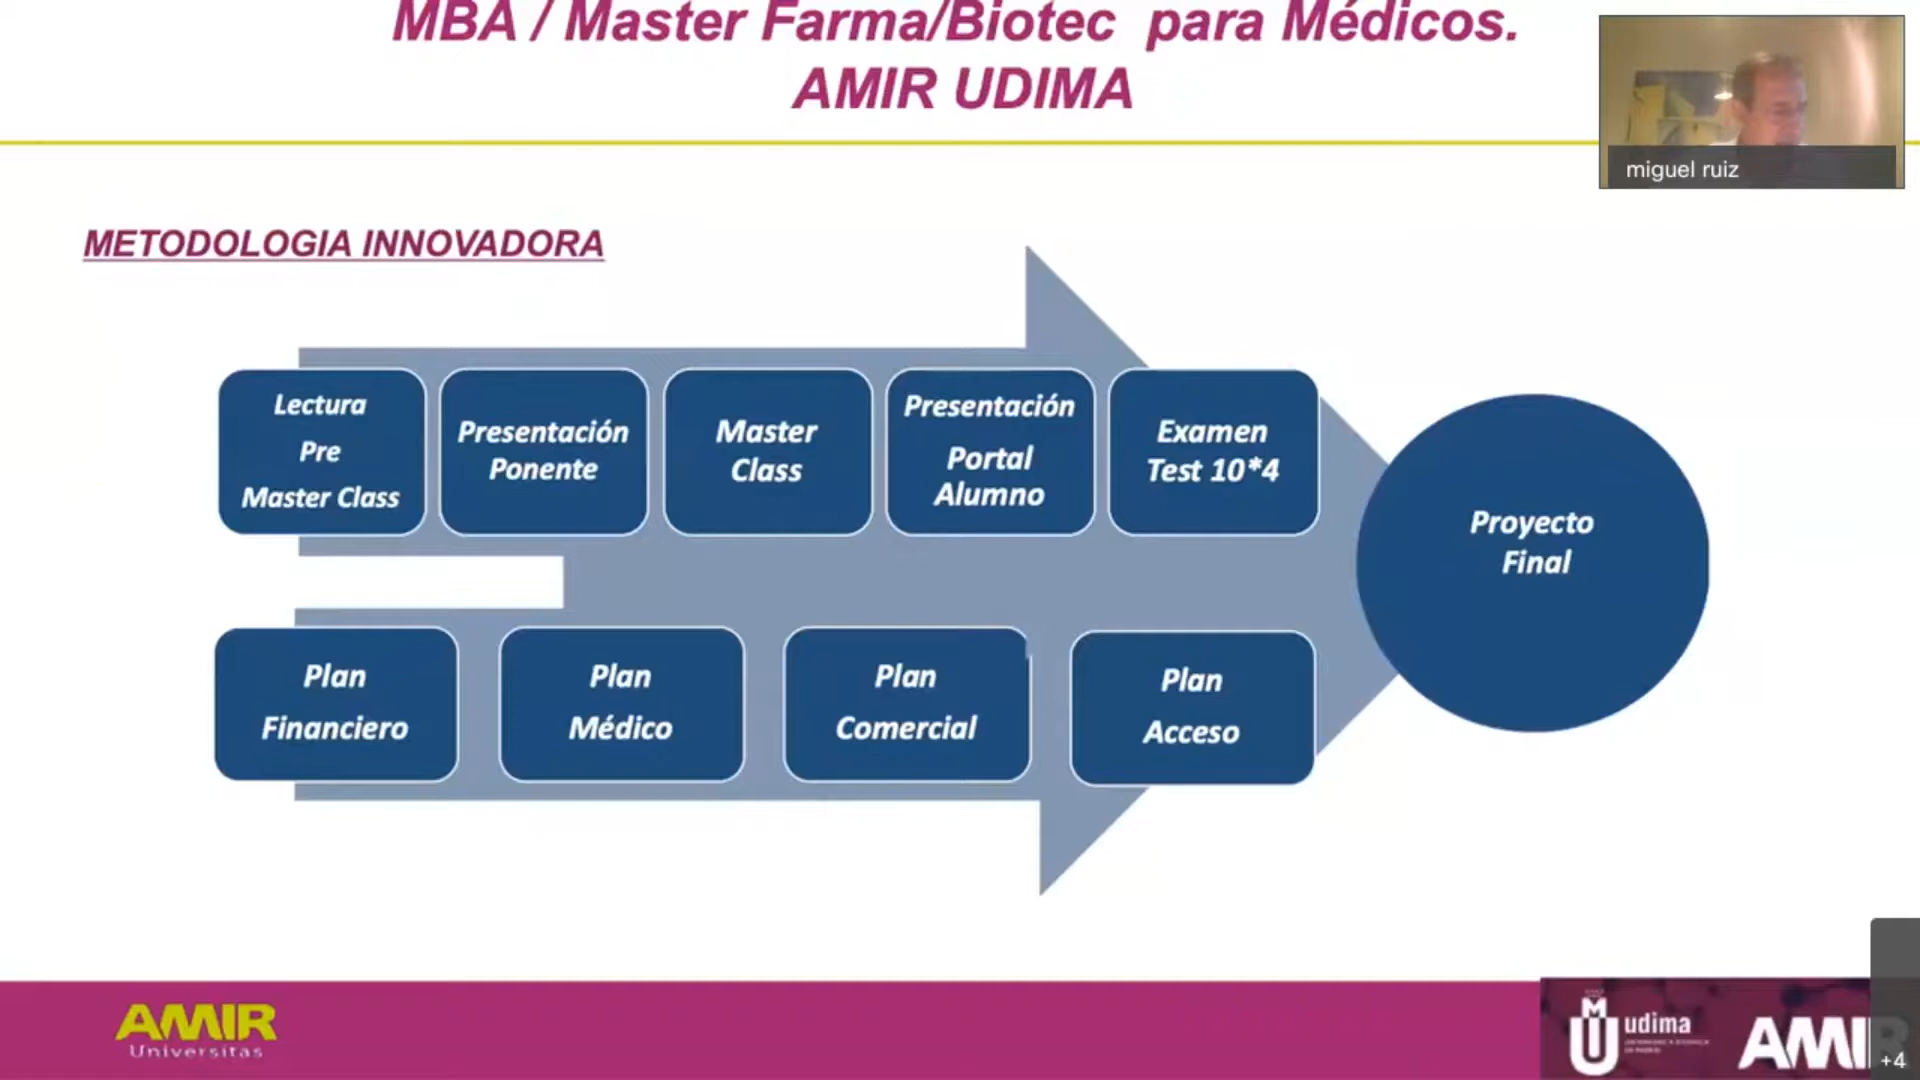 MBA / Master Farma/Biotec para Médicos.
AMIR UDIMA
miguel ruiz
METODOLOGIA INNOVADORA
Lectura
Pre
Master Class
Presentación
Ponente
Master
Class
Presentación
Portal
Alumno
Examen
Test 10*4
Proyecto
Final
Plan
Financiero
Plan
Médico
Plan
Comercial
Plan
Acceso
AMIR
Universitas
udima
AMIR
+4